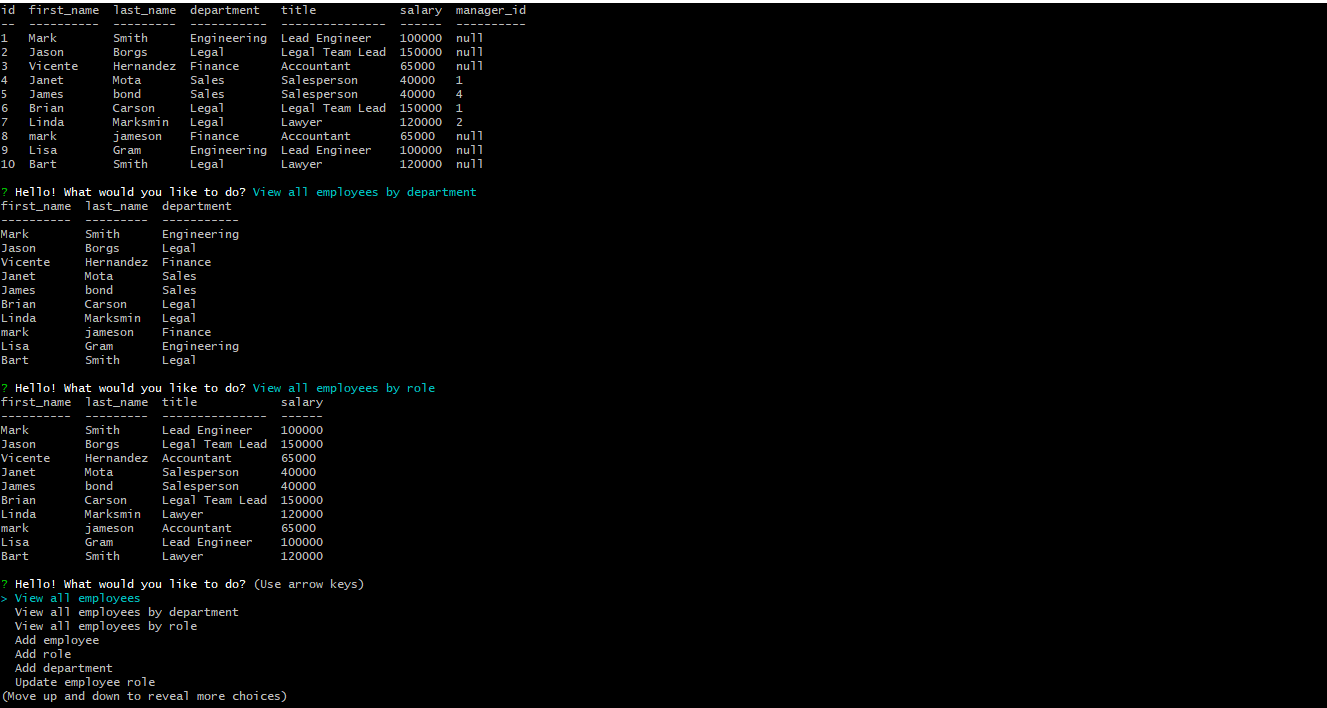 id  first_name  last_name  department   title            salary  manager_id
--  ----------  ---------  -----------  ---------------  ------  ----------
1   Mark        Smith      Engineering  Lead Engineer    100000  null
2   Jason       Borgs      Legal        Legal Team Lead  150000  null
3   Vicente     Hernandez  Finance      Accountant       65000   null
4   Janet       Mota       Sales        Salesperson      40000   1
5   James       bond       Sales        Salesperson      40000   4
6   Brian       Carson     Legal        Legal Team Lead  150000  1
7   Linda       Marksmin   Legal        Lawyer           120000  2
8   mark        jameson    Finance      Accountant       65000   null
9   Lisa        Gram       Engineering  Lead Engineer    100000  null
10  Bart        Smith      Legal        Lawyer           120000  null

? Hello! What would you like to do? View all employees by department
first_name  last_name  department
----------  ---------  -----------
Mark        Smith      Engineering
Jason       Borgs      Legal
Vicente     Hernandez  Finance
Janet       Mota       Sales
James       bond       Sales
Brian       Carson     Legal
Linda       Marksmin   Legal
mark        jameson    Finance
Lisa        Gram       Engineering
Bart        Smith      Legal

? Hello! What would you like to do? View all employees by role
first_name  last_name  title            salary
----------  ---------  ---------------  ------
Mark        Smith      Lead Engineer    100000
Jason       Borgs      Legal Team Lead  150000
Vicente     Hernandez  Accountant       65000
Janet       Mota       Salesperson      40000
James       bond       Salesperson      40000
Brian       Carson     Legal Team Lead  150000
Linda       Marksmin   Lawyer           120000
mark        jameson    Accountant       65000
Lisa        Gram       Lead Engineer    100000
Bart        Smith      Lawyer           120000

? Hello! What would you like to do? (Use arrow keys)
> View all employees
  View all employees by department
  View all employees by role
  Add employee
  Add role
  Add department
  Update employee role
(Move up and down to reveal more choices)